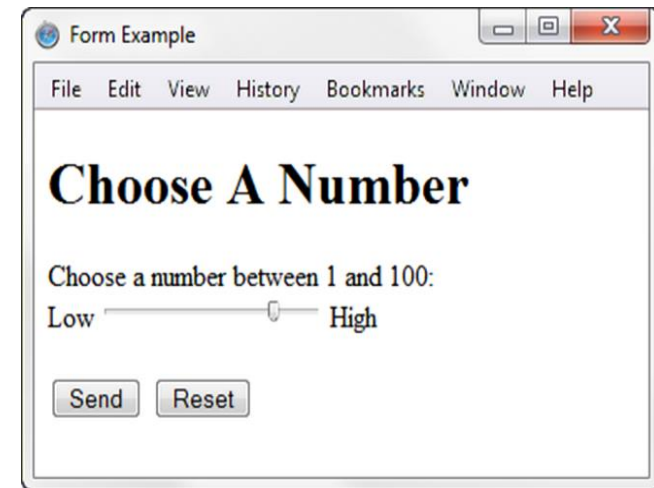 Form Example
File Edit View History Bookmarks Window Help
Choose A Number
Choose a number between 1 and 100:
Low High
Send Reset